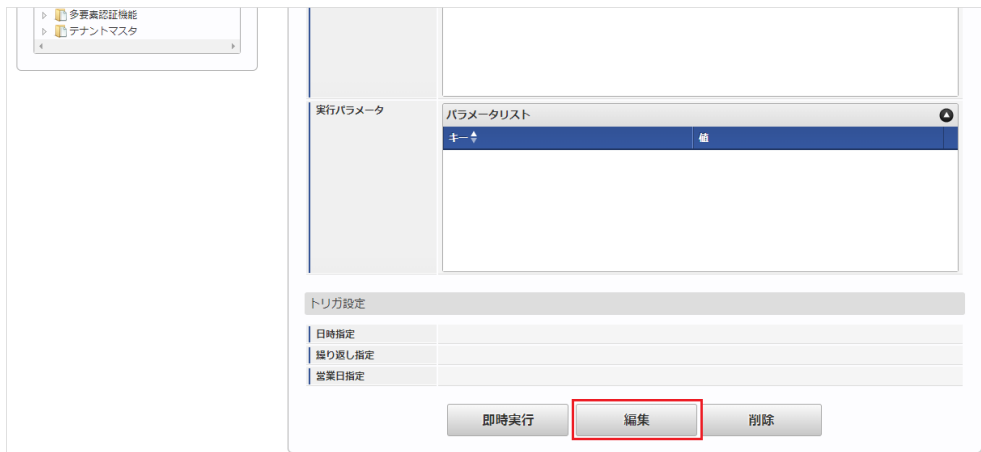 多要素認証機能
テナントマスタ
実行パラメータ
パラメータリスト
キー 値
トリガ設定
日時指定
繰り返し指定
営業日指定
即時実行 編集 削除